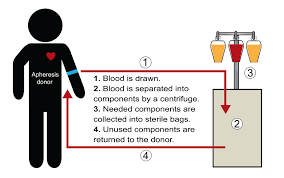 Apheresis
donor
1
1. Blood is drawn.
2. Blood is separated into
components by a centrifuge.
3. Needed components are
collected into sterile bags.
4. Unused components are
returned to the donor.
3
2
4